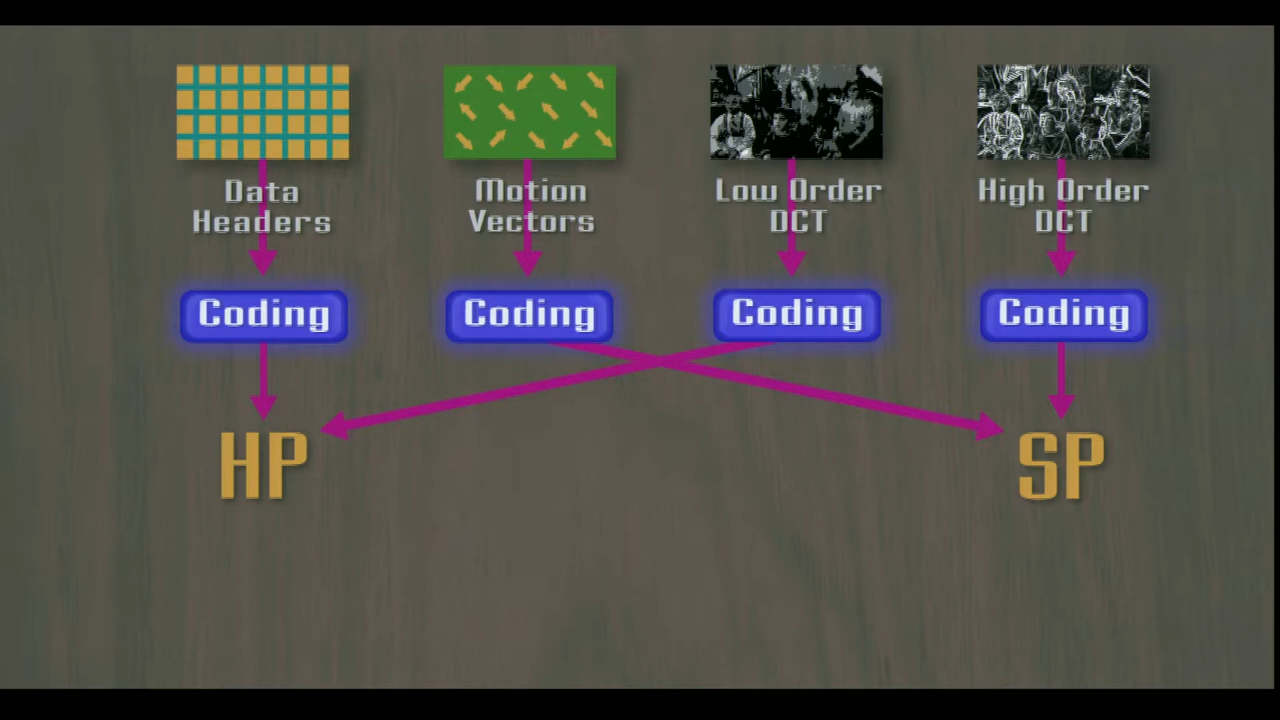 Data
Headers
Motion
Vectors
Low Order
DCT
High Order
DCT
Coding
Coding
Coding
Coding
HP
SP